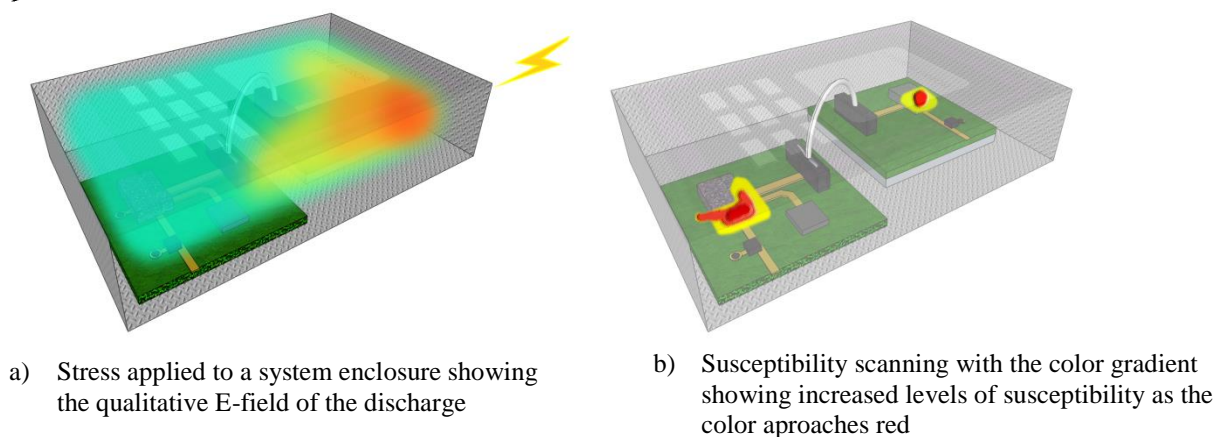 a) Stress applied to a system enclosure showing
the qualitative E-field of the discharge
b) Susceptibility scanning with the color gradient
showing increased levels of susceptibility as the
color aproaches red